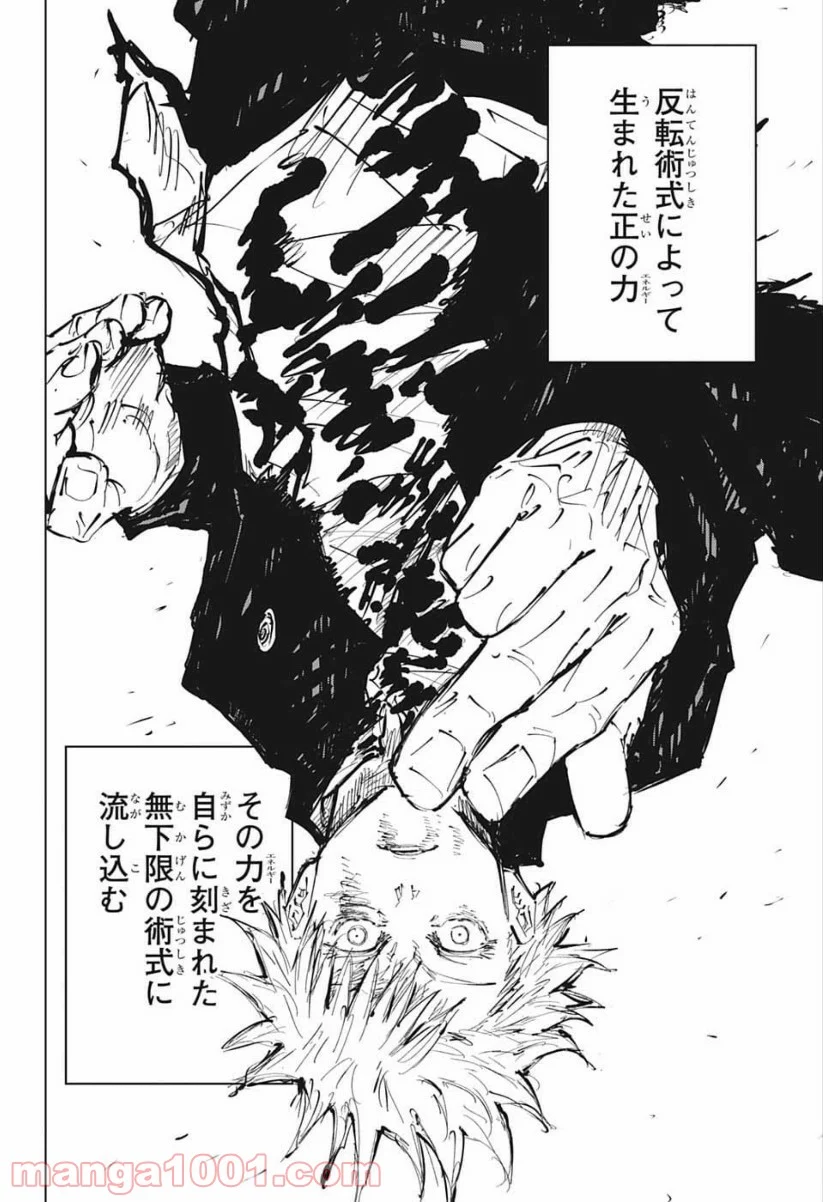 反転術式によって
生まれた正の力
その力を
自らに刻まれた
無下限の術式に
流し込む
manga1001.com